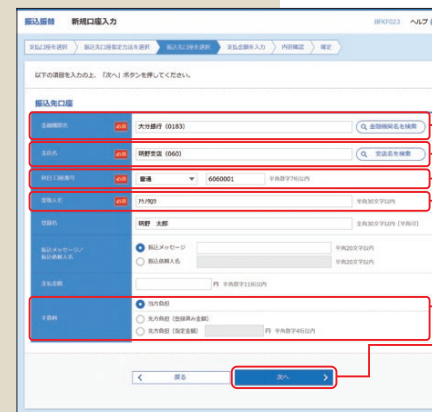 振込振替 新規口座入力 BFKF023 ヘルプ
支払口座を選択 振込先口座指定方法を選択 振込先口座を選択 支払金額を入力 内容確認 確定
以下の項目を入力の上、「次へ」ボタンを押してください。
振込先口座
金融機関名 必須 大分銀行 (0183) 金融機関名を検索
支店名 必須 明野支店 (060) 支店名を検索
科目/口座番号 必須 普通 6060001 半角数字7桁以内
受取人名 必須 半角30文字以内
登録名 明野 太郎 全角30文字以内 [半角可]
振込メッセージ/ 振込メッセージ 半角20文字以内
振込依頼人名 振込依頼人名 半角20文字以内
支払金額 円 半角数字11桁以内
手数料 当方負担
先方負担 (登録済み金額)
先方負担 (指定金額) 円 半角数字4桁以内
戻る 次へ